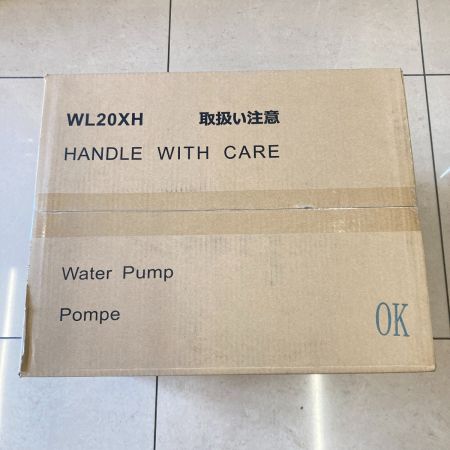 WL20XH 取扱い注意
HANDLE WITH CARE
Water Pump
Pompe
OK